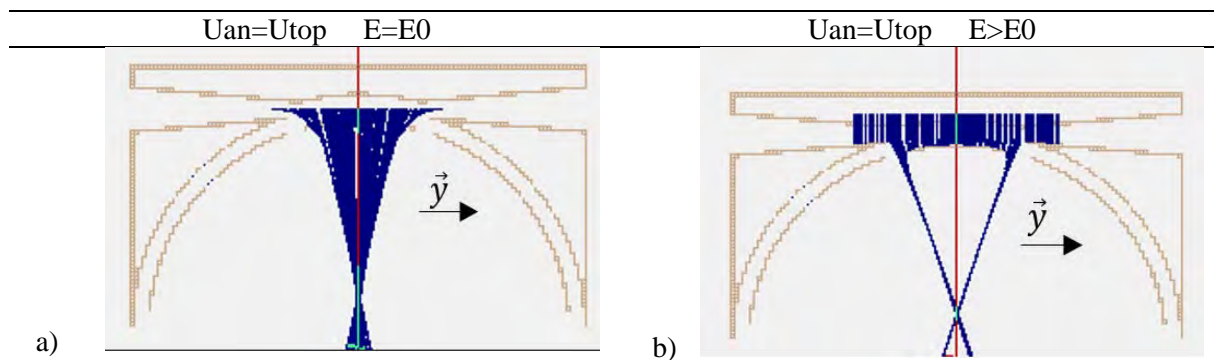 Uan=Utop E=E0 Uan=Utop E>E0
y⃗ y⃗
a) b)